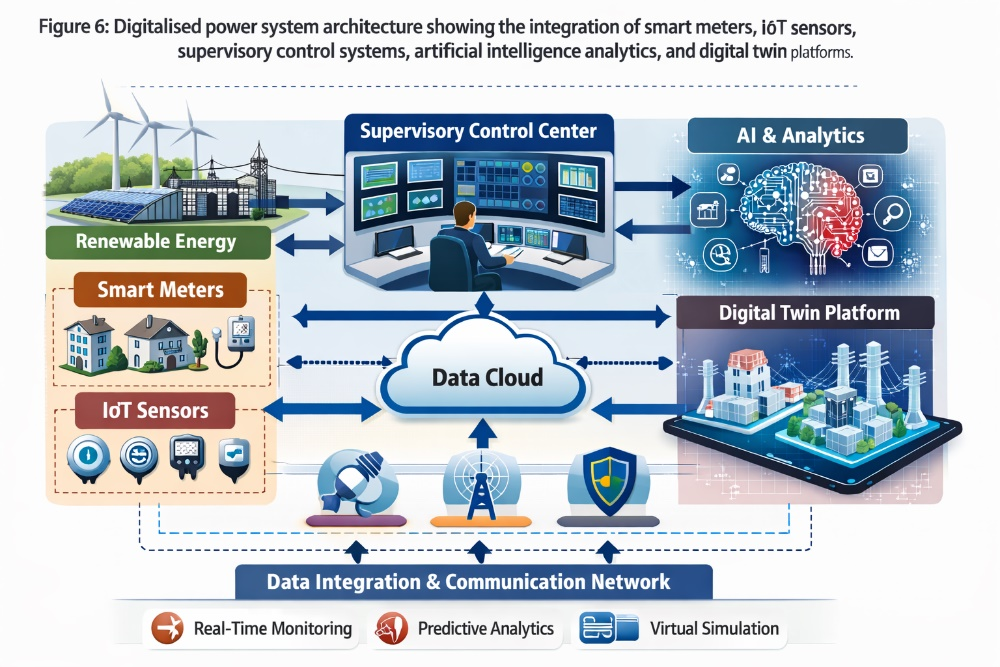 Figure 6: Digitalised power system architecture showing the integration of smart meters, ióT sensors,
supervisory control systems, artificial intelligence analytics, and digital twin platforms.
Supervisory Control Center
AI & Analytics
Renewable Energy
Smart Meters
Digital Twin Platform
Data Cloud
IoT Sensors
Data Integration & Communication Network
Real-Time Monitoring
Predictive Analytics
Virtual Simulation